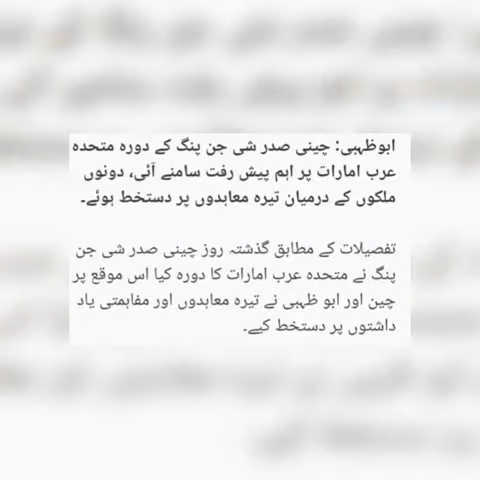 ابوظہبی: چینی صدر شی جن پنگ کے دورہ متحدہ
عرب امارات پر اہم پیش رفت سامنے آئی، دونوں
ملکوں کے درمیان تیرہ معاہدوں پر دستخط ہوئے۔
تفصیلات کے مطابق گذشتہ روز چینی صدر شی جن
پنگ نے متحدہ عرب امارات کا دورہ کیا اس موقع پر
چین اور ابو ظہبی نے تیرہ معاہدوں اور مفاہمتی یاد
داشتوں پر دستخط کیے۔